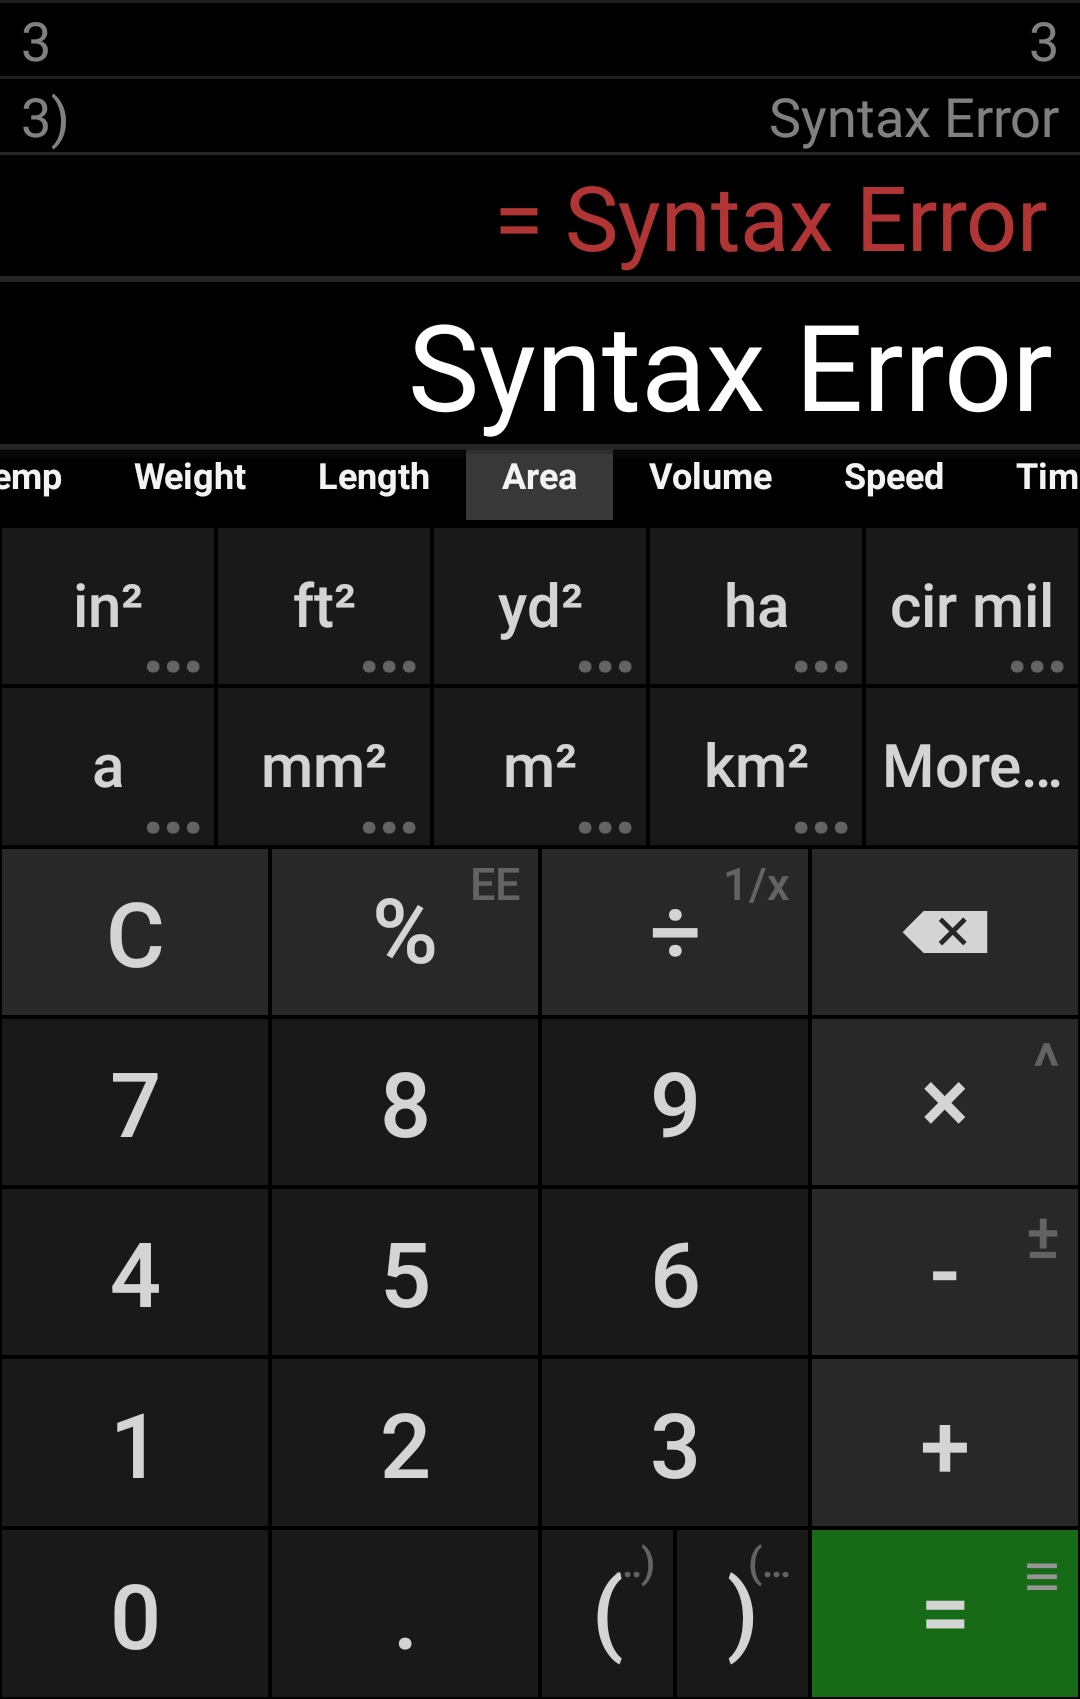 3 3
3) Syntax Error
= Syntax Error
Syntax Error
emp Weight Length Area Volume Speed Tim
in² ft² yd² ha cir mil
a mm² m² km² More...
C % EE ÷ 1/x
7 8 9 × ^
4 5 6 - ±
1 2 3 +
0 . ( ..) ) (... =